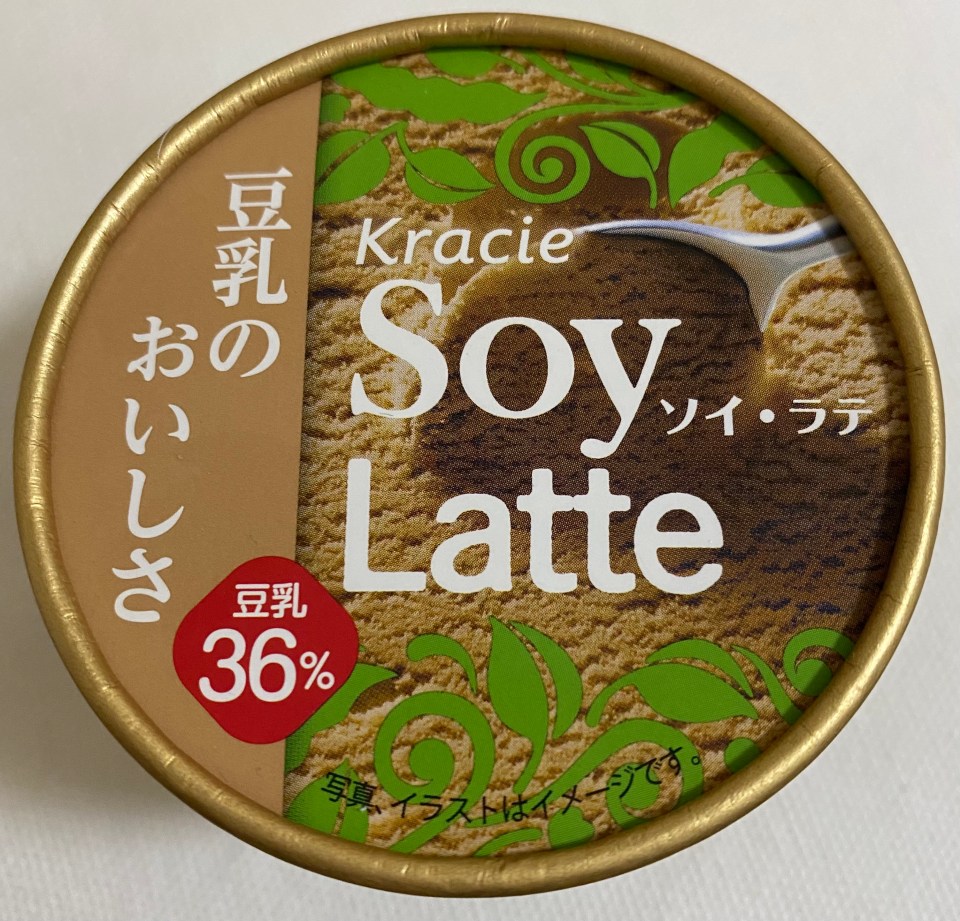 豆乳の
おいしさ
Kracie
Soy
ソイ・ラテ
Latte
豆乳
36%
写真、イラストはイメージです。